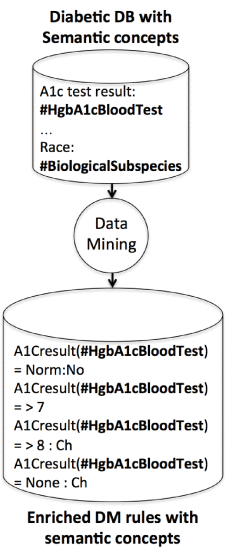 Diabetic DB with
Semantic concepts
A1c test result:
#HgbA1cBloodTest
...
Race:
#BiologicalSubspecies
Data
Mining
A1Cresult(#HgbA1cBloodTest)
= Norm:No
A1Cresult(#HgbA1cBloodTest)
= > 7
A1Cresult(#HgbA1cBloodTest)
= > 8 : Ch
A1Cresult(#HgbA1cBloodTest)
= None : Ch
Enriched DM rules with
semantic concepts